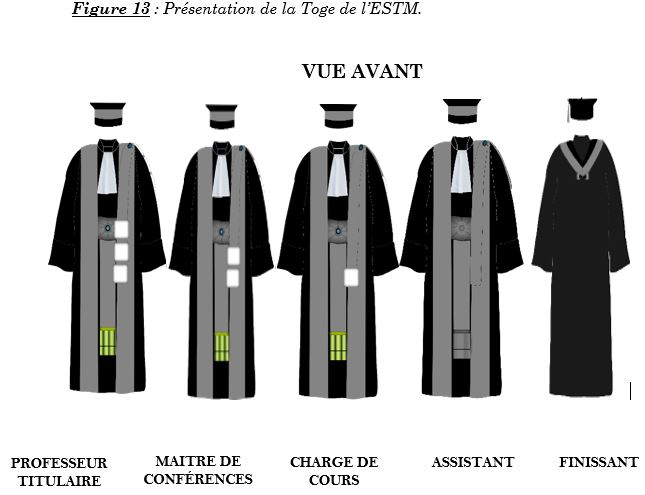 Figure 13 : Présentation de la Toge de l'ESTM.
VUE AVANT
PROFESSEUR
TITULAIRE
MAITRE DE
CONFÉRENCES
CHARGE DE
COURS
ASSISTANT
FINISSANT